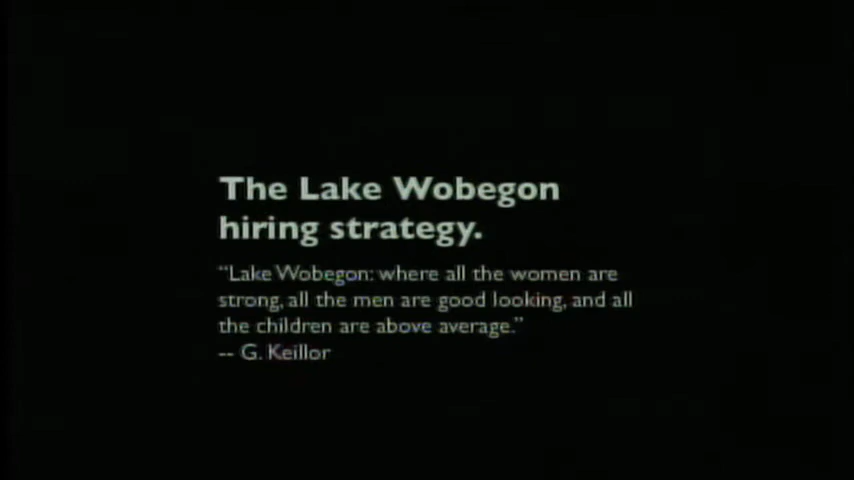 The Lake Wobegon
hiring strategy.
“Lake Wobegon: where all the women are
strong, all the men are good looking, and all
the children are above average.”
-- G. Keillor